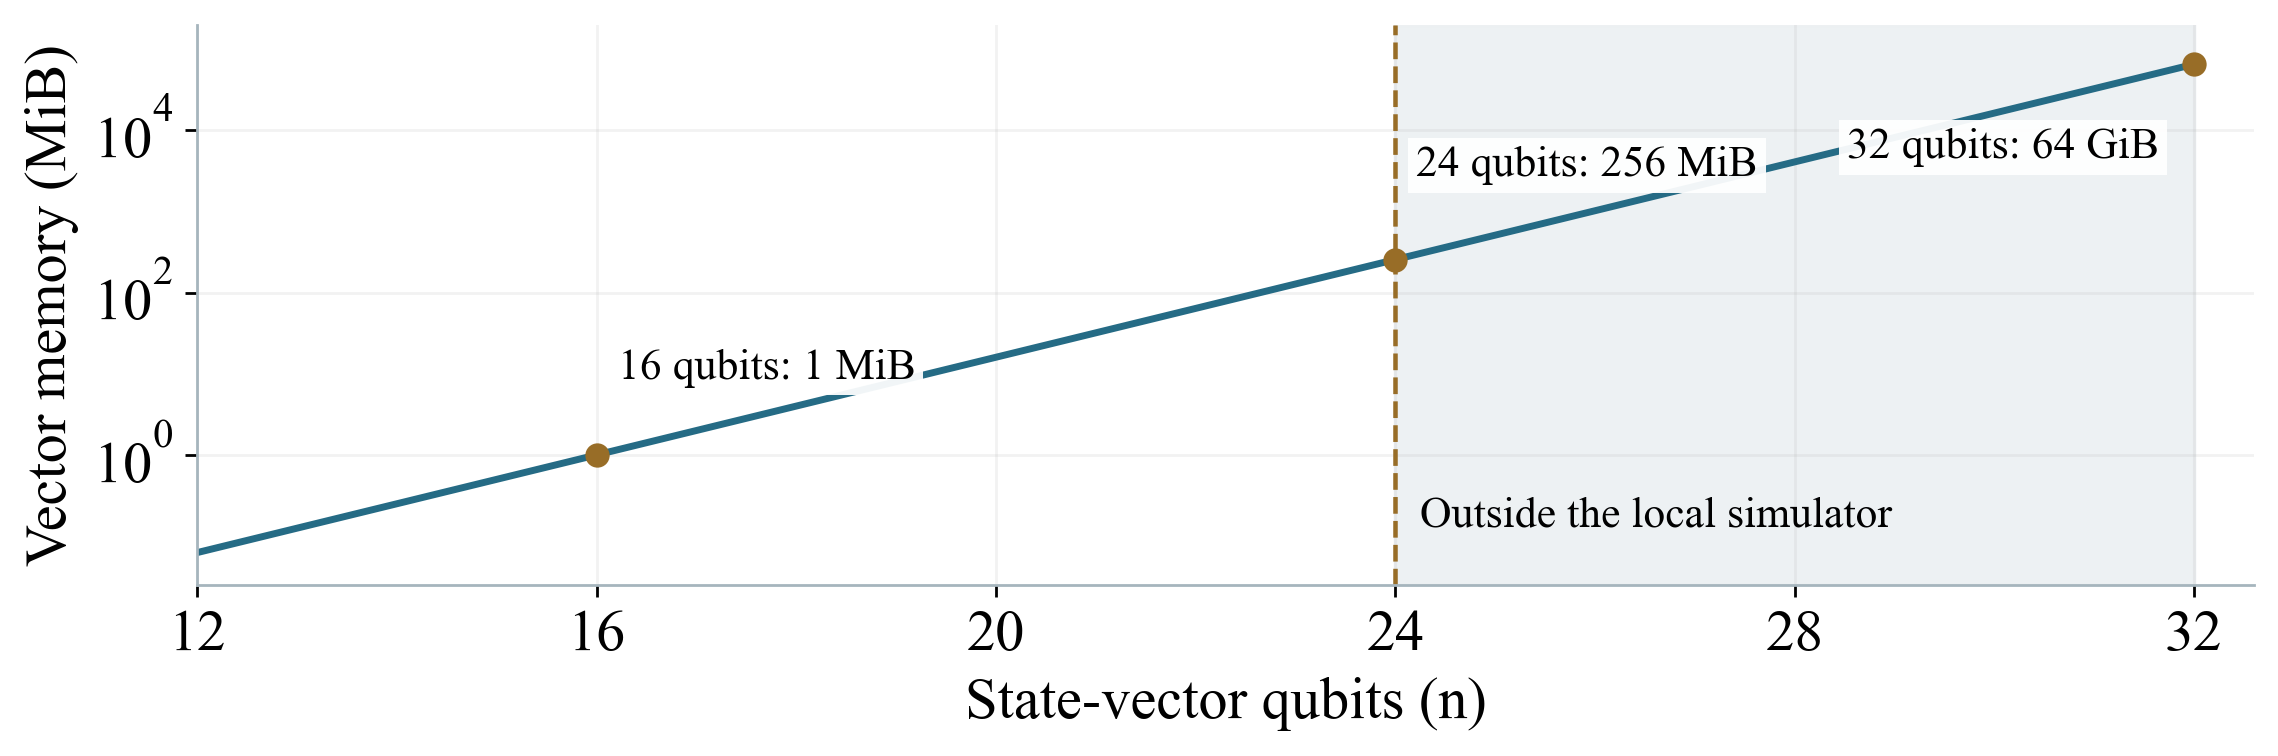 Vector memory (MiB)
10^4
10^2
10^0
32 qubits: 64 GiB
24 qubits: 256 MiB
16 qubits: 1 MiB
Outside the local simulator
12 16 20 24 28 32
State-vector qubits (n)